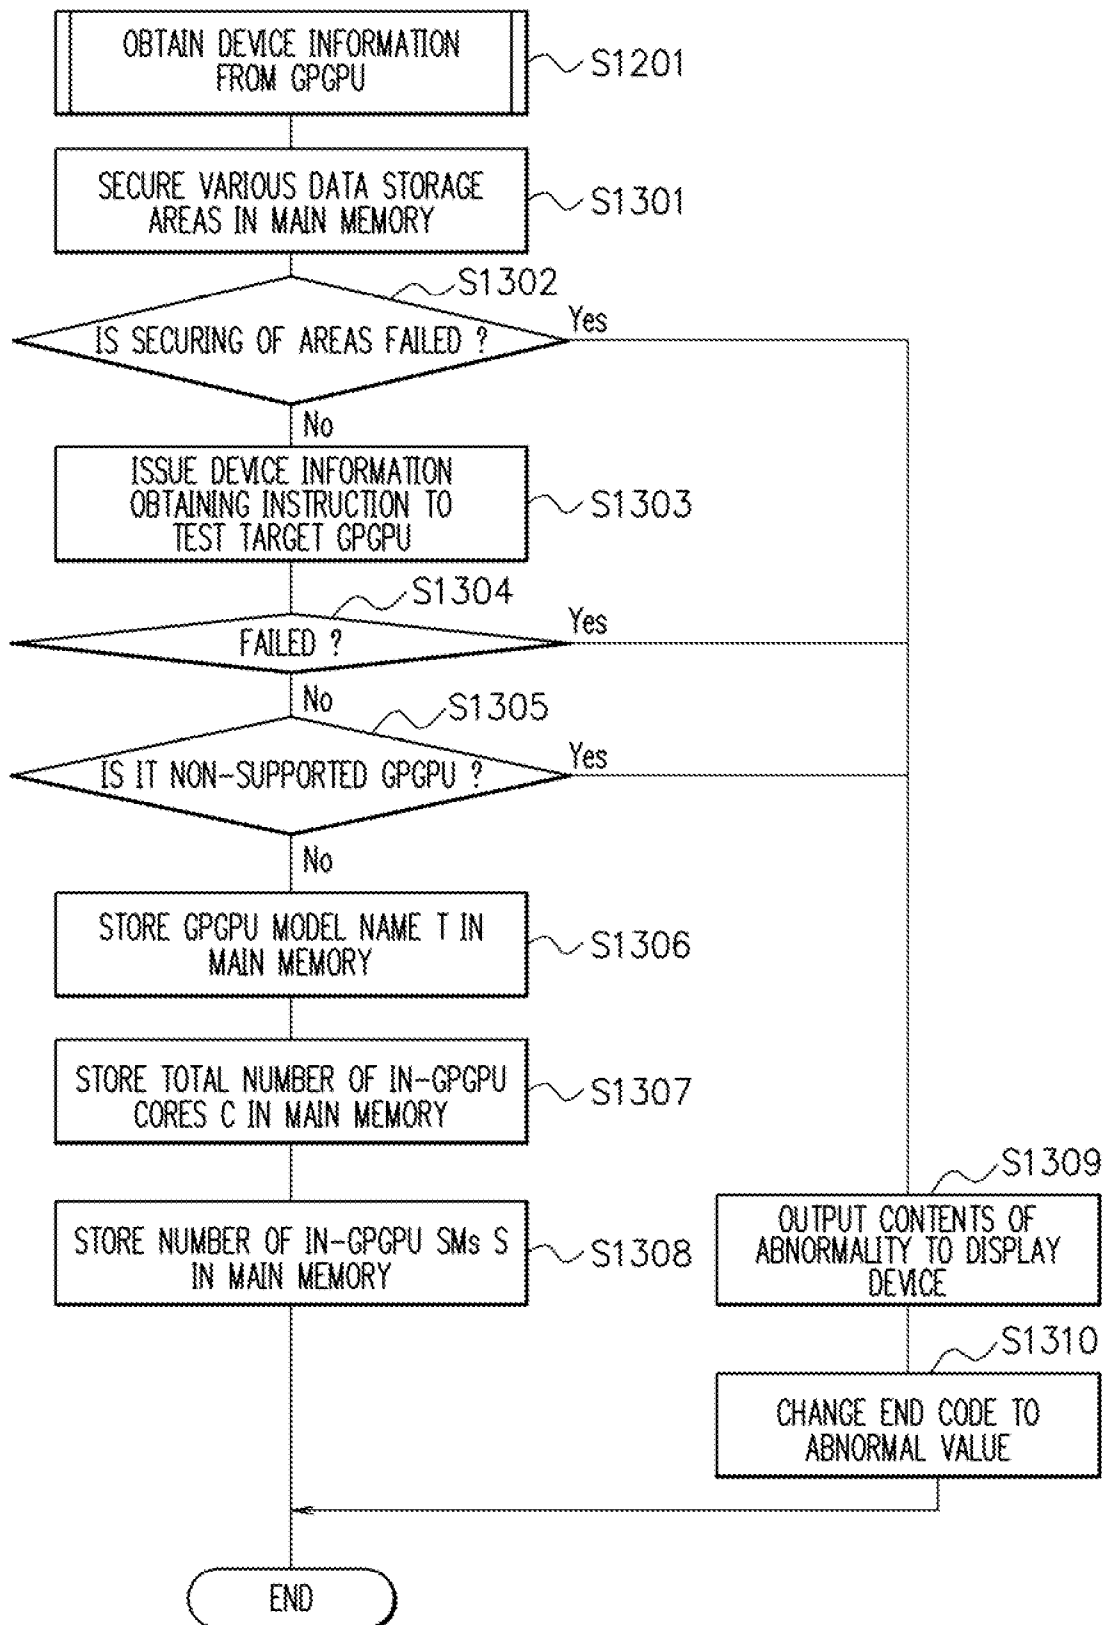 OBTAIN DEVICE INFORMATION
FROM GPGPU
S1201
SECURE VARIOUS DATA STORAGE
AREAS IN MAIN MEMORY
S1301
S1302
IS SECURING OF AREAS FAILED ?
Yes
No
ISSUE DEVICE INFORMATION
OBTAINING INSTRUCTION TO
TEST TARGET GPGPU
S1303
S1304
FAILED ?
Yes
No
S1305
IS IT NON-SUPPORTED GPGPU ?
Yes
No
STORE GPGPU MODEL NAME T IN
MAIN MEMORY
S1306
STORE TOTAL NUMBER OF IN-GPGPU
CORES C IN MAIN MEMORY
S1307
STORE NUMBER OF IN-GPGPU SMs S
IN MAIN MEMORY
S1308
S1309
OUTPUT CONTENTS OF
ABNORMALITY TO DISPLAY
DEVICE
S1310
CHANGE END CODE TO
ABNORMAL VALUE
END